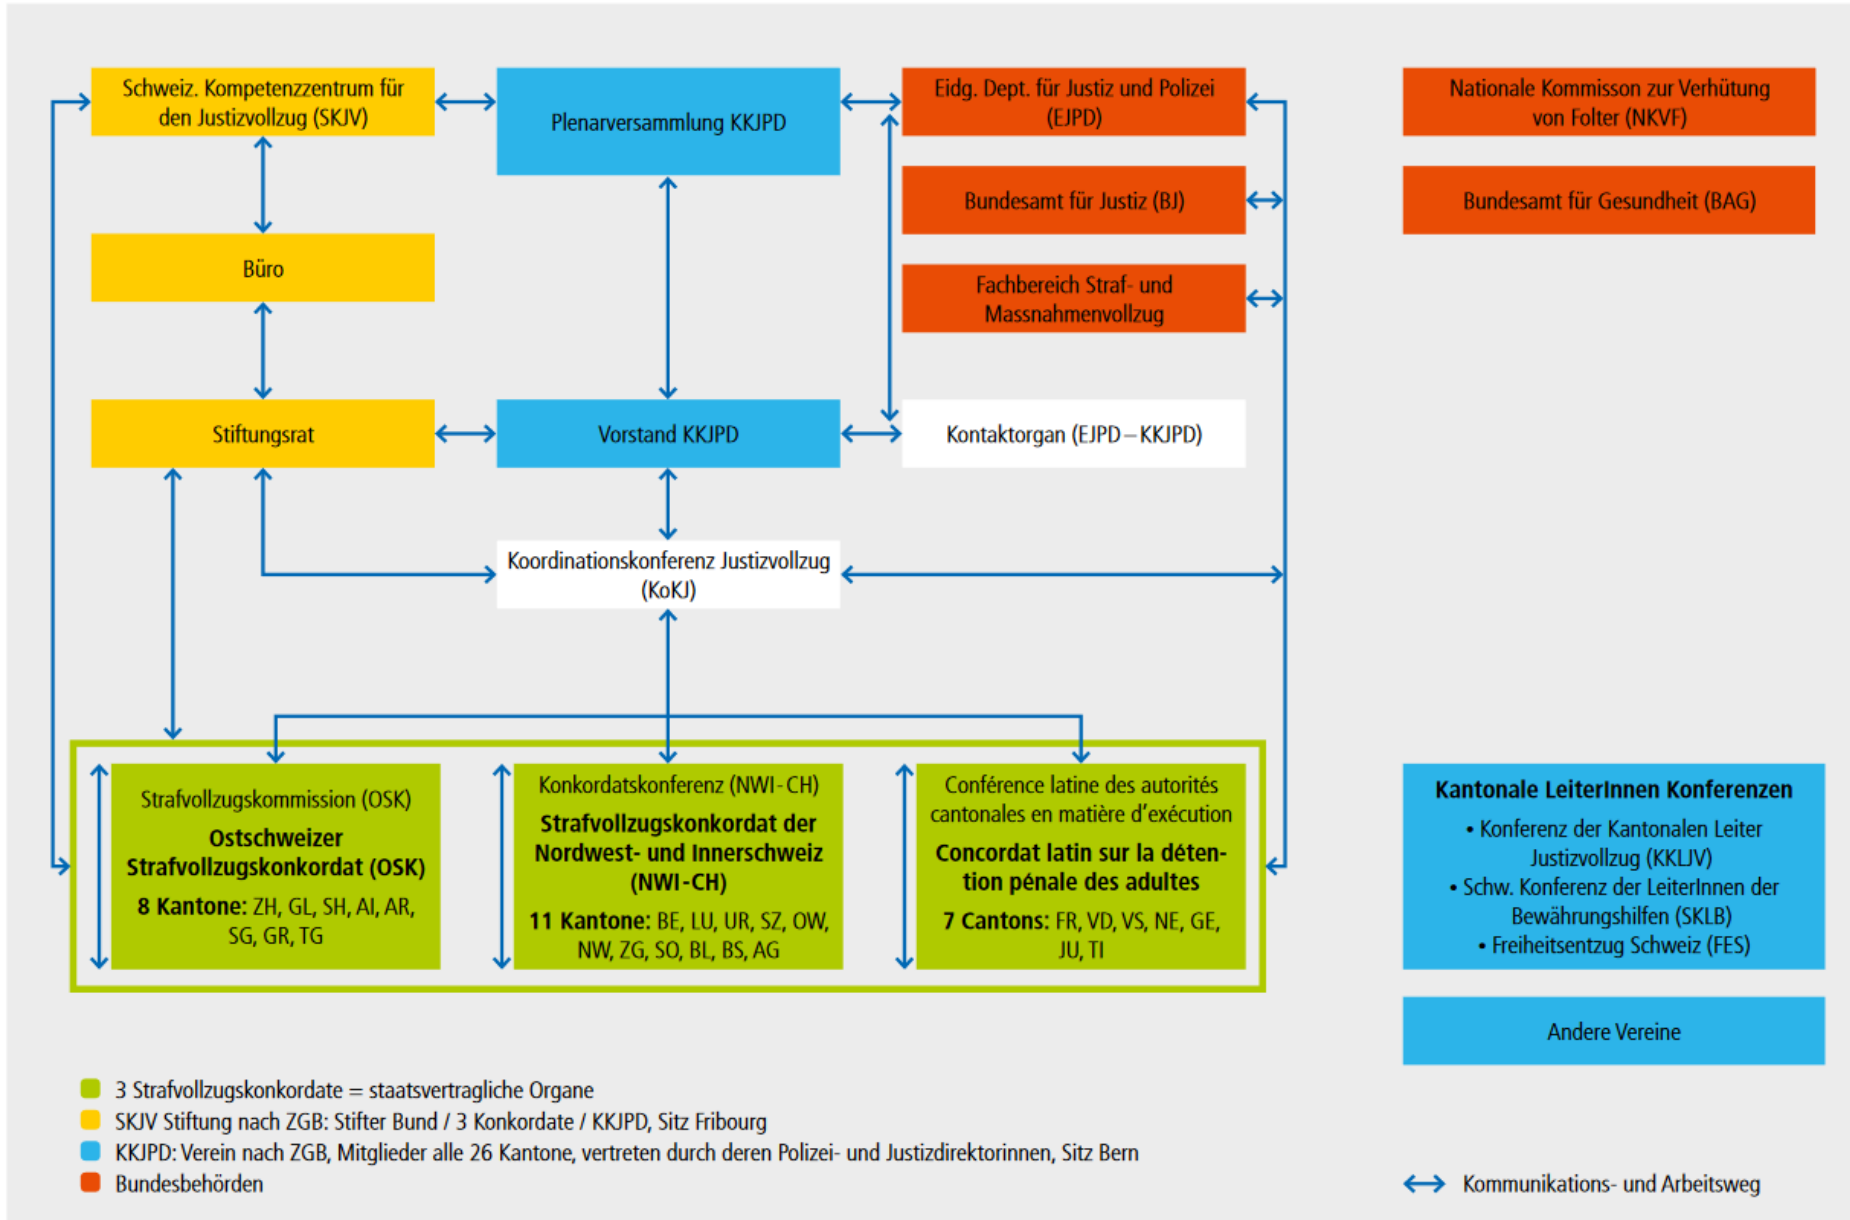 Schweiz. Kompetenzzentrum für
den Justizvollzug (SKJV)
Plenarversammlung KKJPD
Eidg. Dept. für Justiz und Polizei
(EJPD)
Nationale Kommisson zur Verhütung
von Folter (NKVF)
Bundesamt für Justiz (BJ)
Bundesamt für Gesundheit (BAG)
Büro
Fachbereich Straf- und
Massnahmenvollzug
Stiftungsrat
Vorstand KKJPD
Kontaktorgan (EJPD – KKJPD)
Koordinationskonferenz Justizvollzug
(KoKJ)
Strafvollzugskommission (OSK)
Ostschweizer
Strafvollzugskonkordat (OSK)
8 Kantone: ZH, GL, SH, AI, AR,
SG, GR, TG
Konkordatskonferenz (NWI-CH)
Strafvollzugskonkordat der
Nordwest- und Innerschweiz
(NWI-CH)
11 Kantone: BE, LU, UR, SZ, OW,
NW, ZG, SO, BL, BS, AG
Conférence latine des autorités
cantonales en matière d'exécution
Concordat latin sur la déten-
tion pénale des adultes
7 Cantons: FR, VD, VS, NE, GE,
JU, TI
Kantonale LeiterInnen Konferenzen
• Konferenz der Kantonalen Leiter
Justizvollzug (KKLJV)
• Schw. Konferenz der LeiterInnen der
Bewährungshilfen (SKLB)
• Freiheitsentzug Schweiz (FES)
Andere Vereine
3 Strafvollzugskonkordate = staatsvertragliche Organe
SKJV Stiftung nach ZGB: Stifter Bund / 3 Konkordate / KKJPD, Sitz Fribourg
KKJPD: Verein nach ZGB, Mitglieder alle 26 Kantone, vertreten durch deren Polizei- und Justizdirektorinnen, Sitz Bern
Bundesbehörden
Kommunikations- und Arbeitsweg